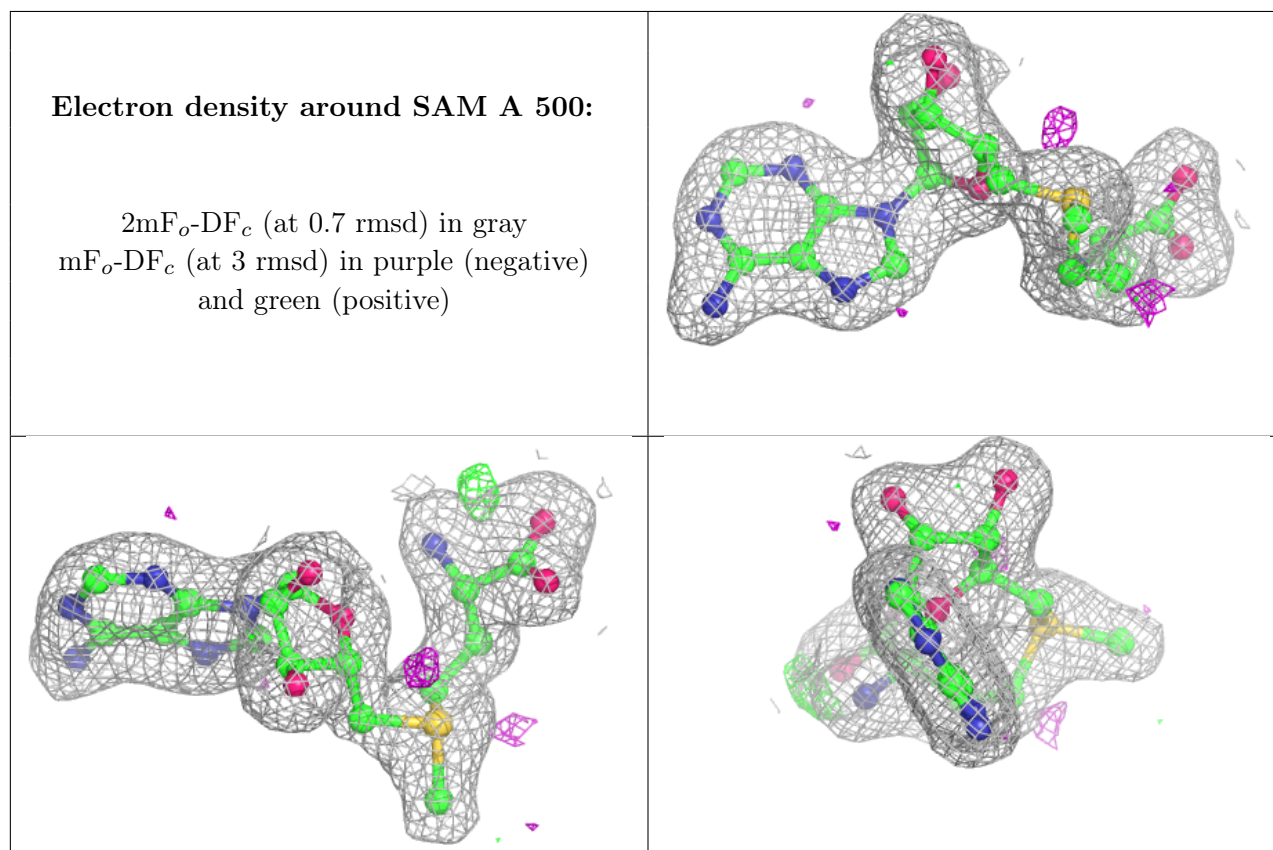 Electron density around SAM A 500:
2mFo-DFc (at 0.7 rmsd) in gray
mFo-DFc (at 3 rmsd) in purple (negative)
and green (positive)